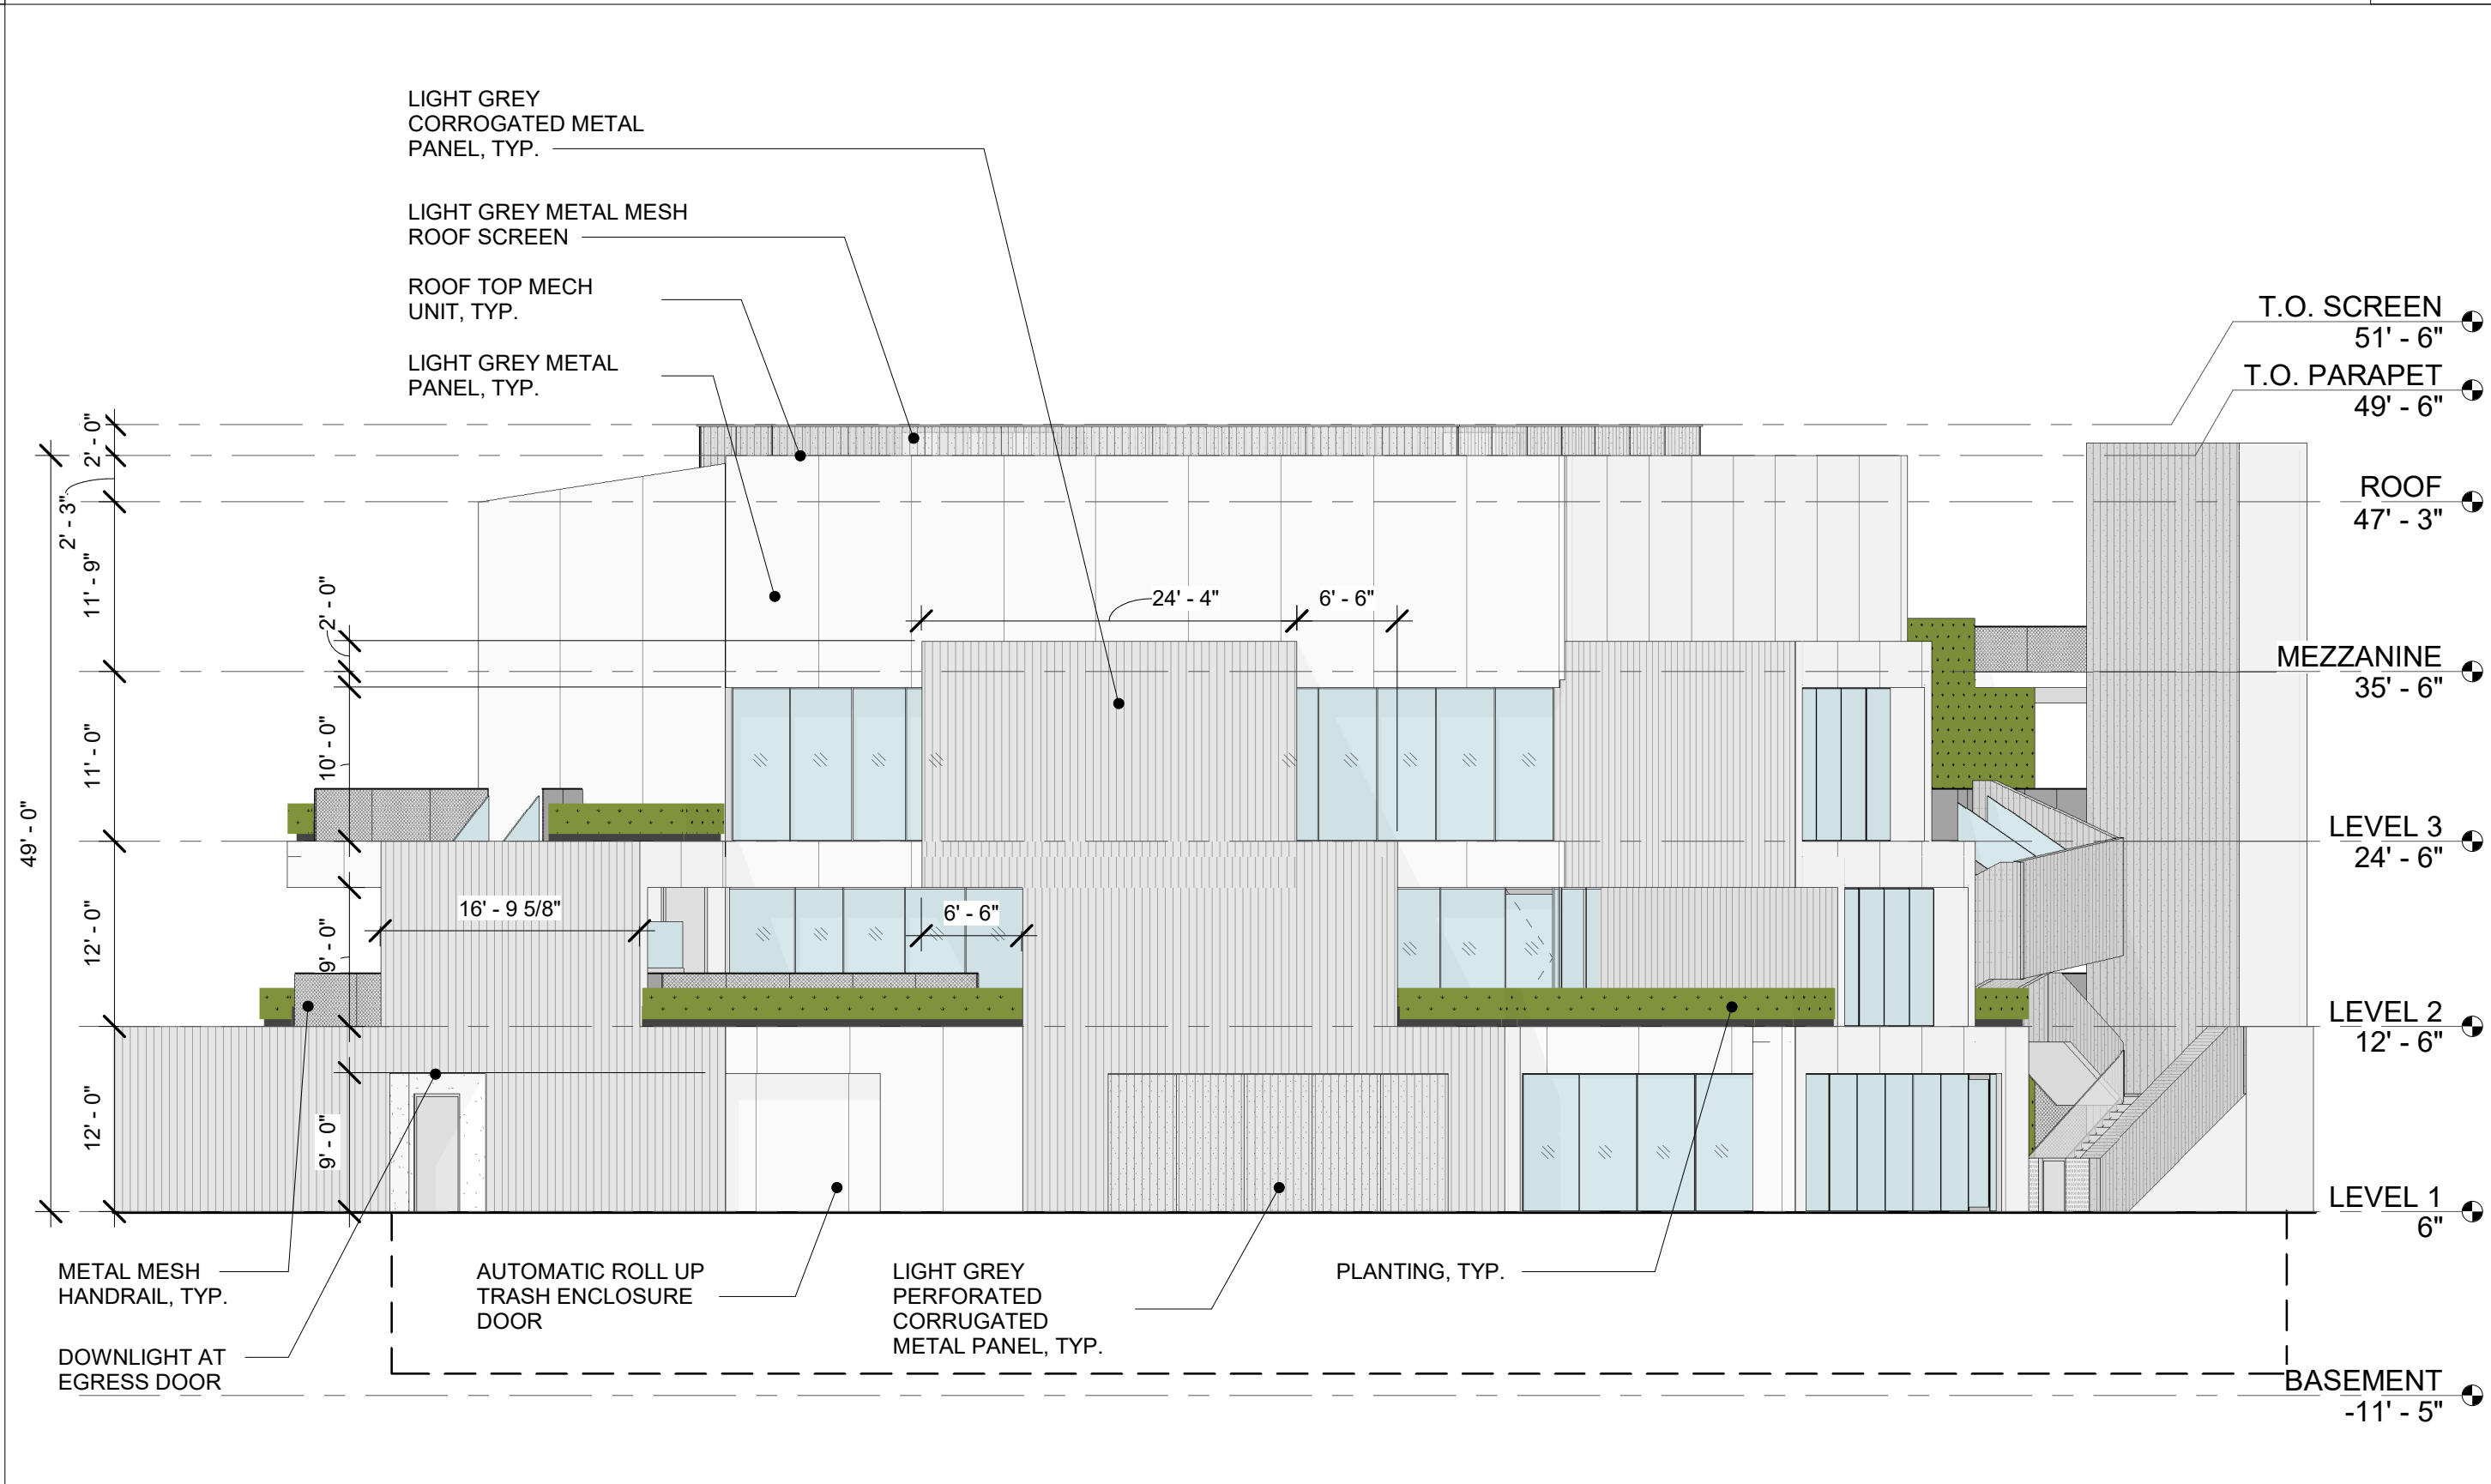 LIGHT GREY
CORROGATED METAL
PANEL, TYP.
LIGHT GREY METAL MESH
ROOF SCREEN
ROOF TOP MECH
UNIT, TYP.
LIGHT GREY METAL
PANEL, TYP.
T.O. SCREEN
51' - 6"
T.O. PARAPET
49' - 6"
ROOF
47' - 3"
MEZZANINE
35' - 6"
LEVEL 3
24' - 6"
LEVEL 2
12' - 6"
LEVEL 1
6"
BASEMENT
-11' - 5"
49' - 0"
2' - 0"
2' - 3"
11' - 9"
11' - 0"
12' - 0"
12' - 0"
2' - 0"
10' - 0"
9' - 0"
9' - 0"
24' - 4"
6' - 6"
16' - 9 5/8"
6' - 6"
METAL MESH
HANDRAIL, TYP.
DOWNLIGHT AT
EGRESS DOOR
AUTOMATIC ROLL UP
TRASH ENCLOSURE
DOOR
LIGHT GREY
PERFORATED
CORRUGATED
METAL PANEL, TYP.
PLANTING, TYP.